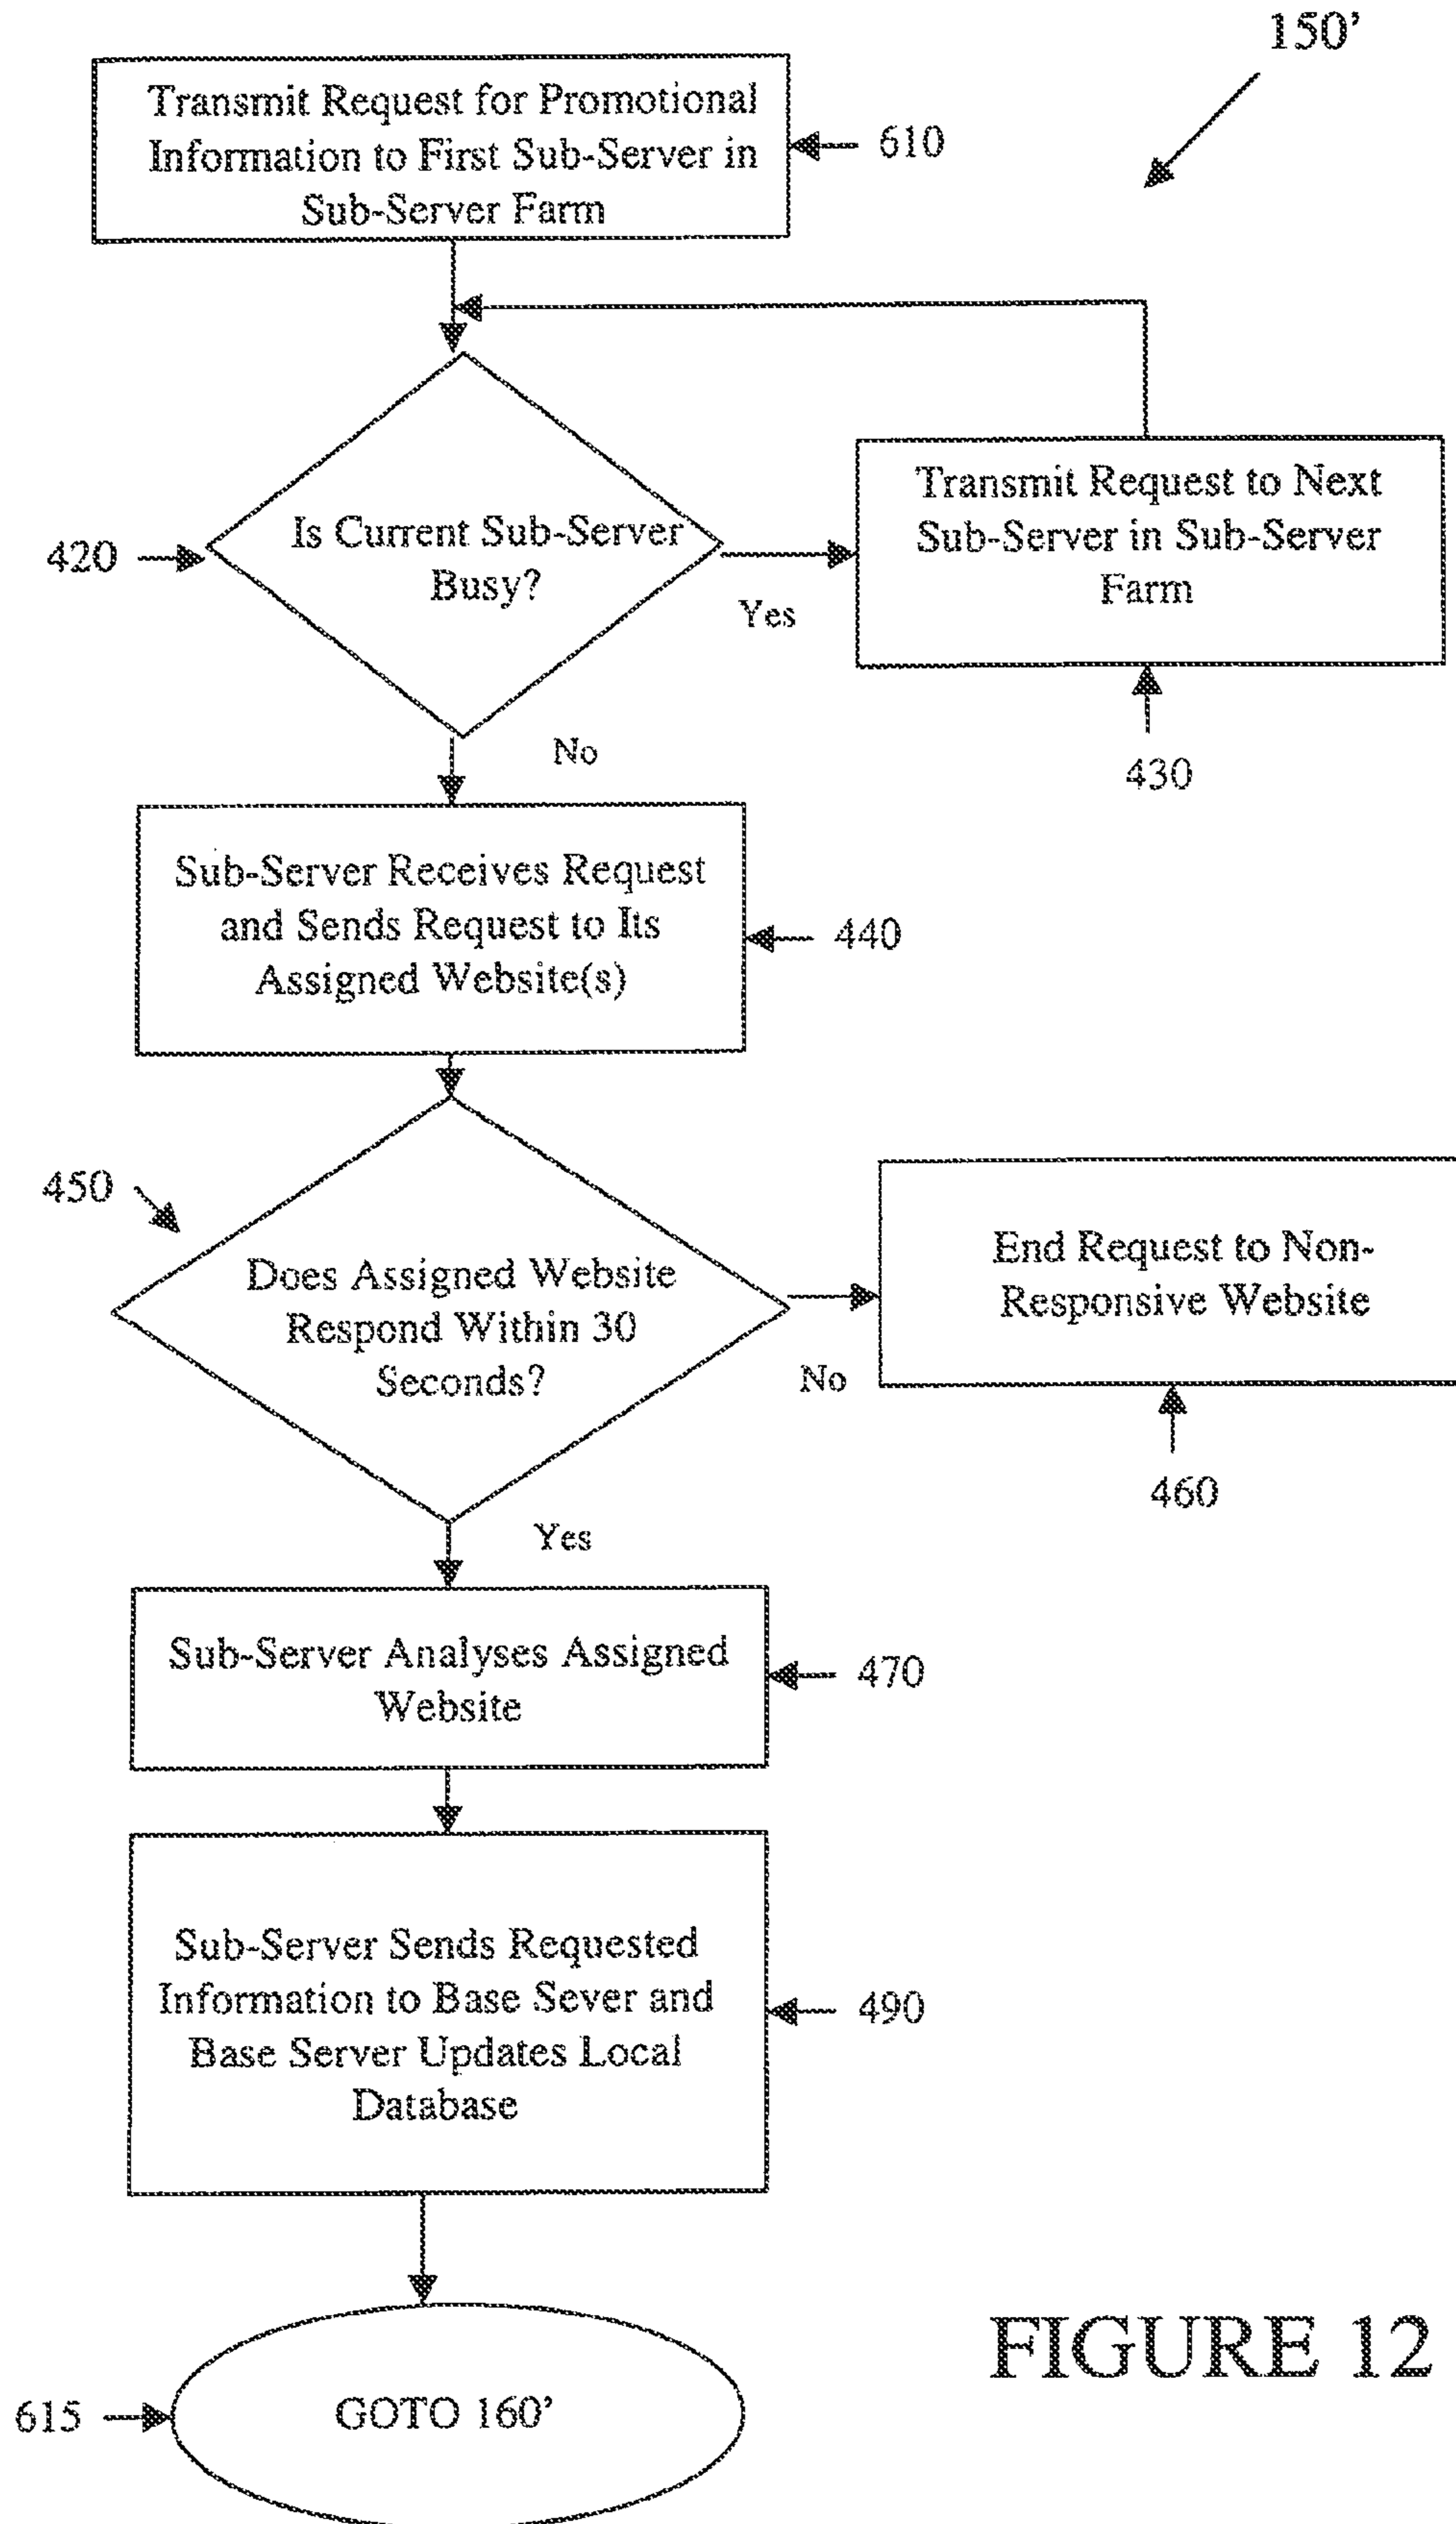 150’
Transmit Request for Promotional
Information to First Sub-Server in
Sub-Server Farm
610
Is Current Sub-Server
Busy?
420
Yes
Transmit Request to Next
Sub-Server in Sub-Server
Farm
430
No
Sub-Server Receives Request
and Sends Request to Its
Assigned Website(s)
440
450
Does Assigned Website
Respond Within 30
Seconds?
No
End Request to Non-
Responsive Website
460
Yes
Sub-Server Analyses Assigned
Website
470
Sub-Server Sends Requested
Information to Base Sever and
Base Server Updates Local
Database
490
615
GOTO 160’
FIGURE 12